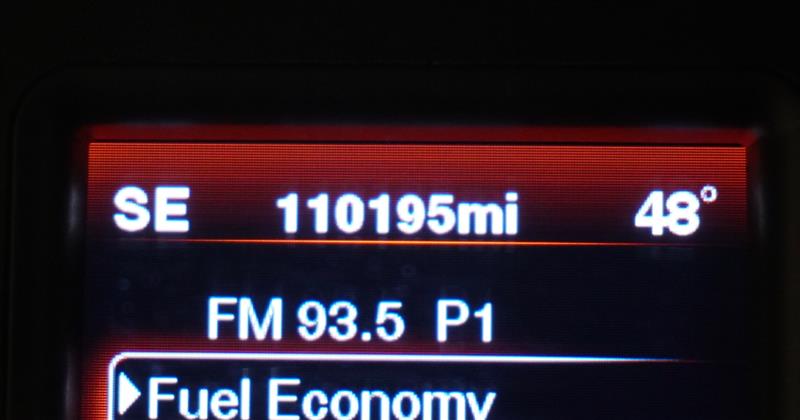 SE 110195mi 48°
FM 93.5 P1
Fuel Economy